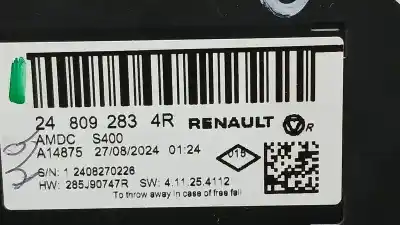 24 809 283 4R RENAULT R
AMDC S400
A14875 27/08/2024 01:24 015
S/N: 1 2408270226
HW: 285J90747R SW: 4.11.25.4112
To throw away in case of free fall